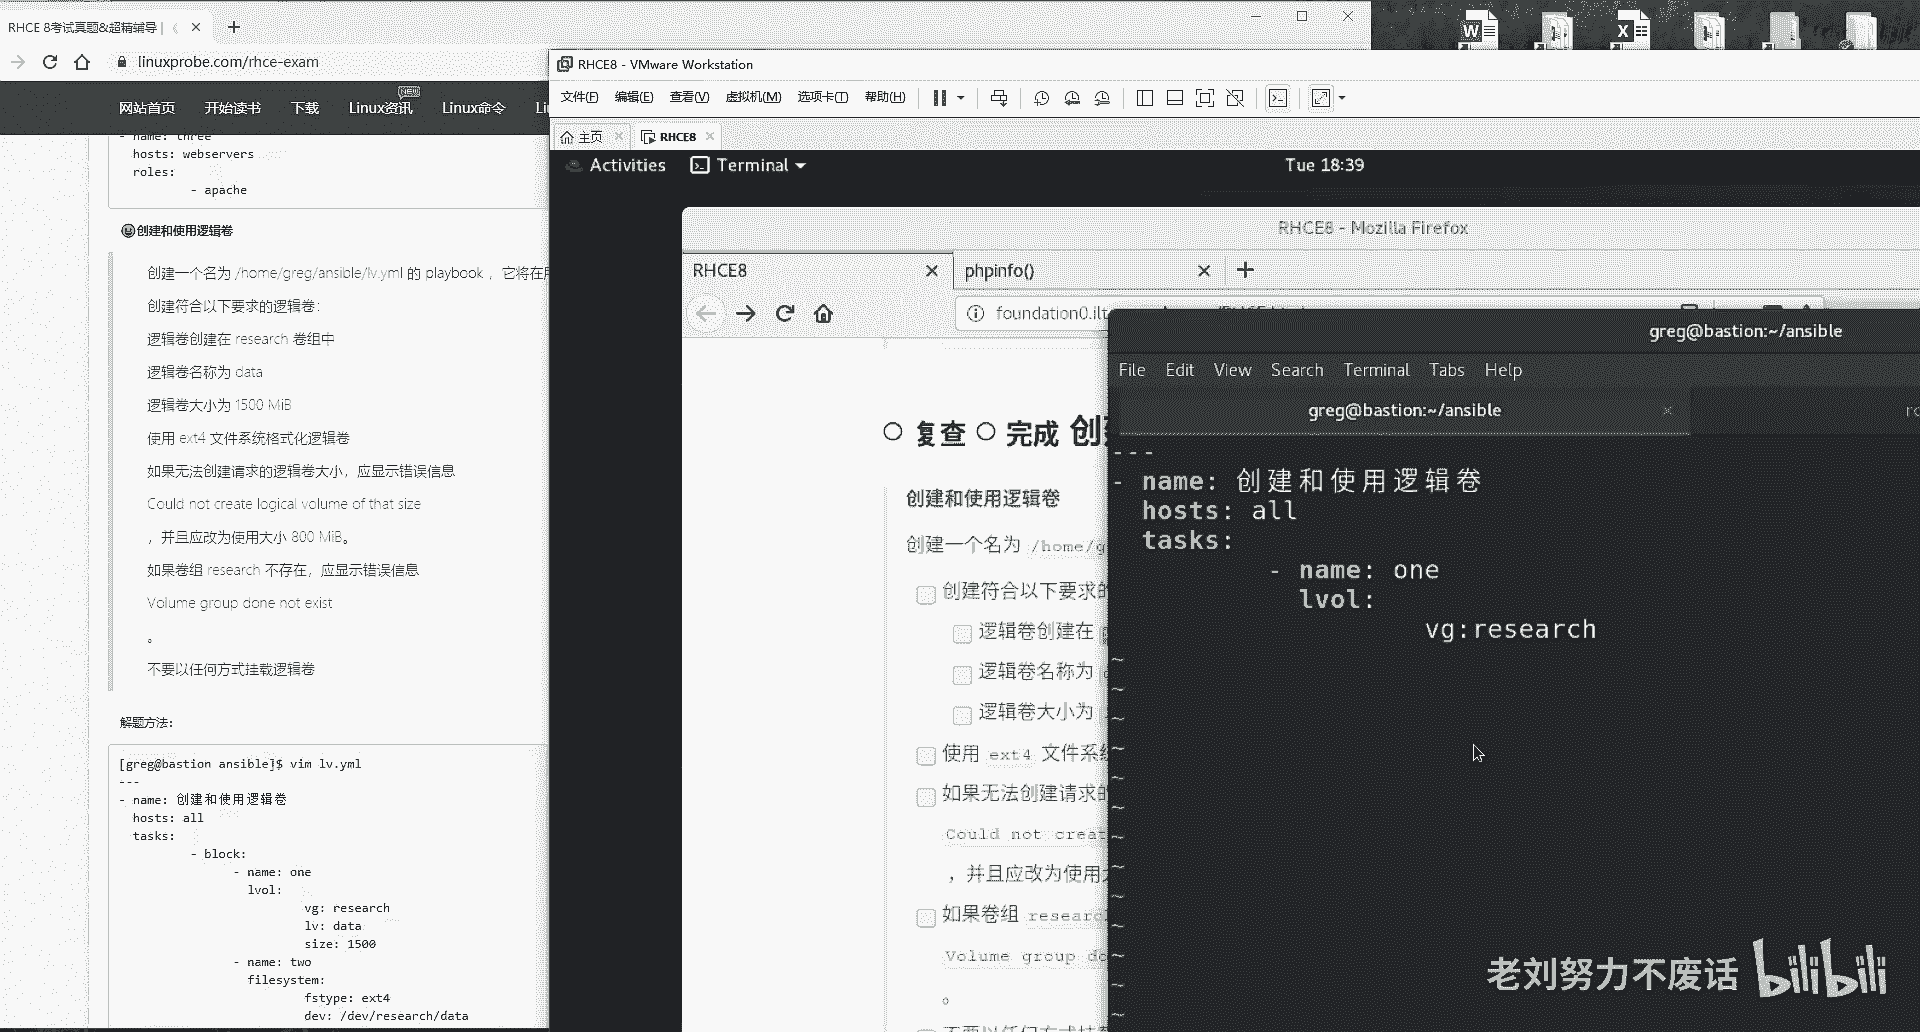 RHCE 8考试真题&超精辅导 |
linuxprobe.com/rhce-exam
网站首页 开始读书 下载 Linux资讯 NEW Linux命令 Li
- name: three
hosts: webservers
roles:
- apache
创建和使用逻辑卷
创建一个名为 /home/greg/ansible/lv.yml 的 playbook ，它将在
创建符合以下要求的逻辑卷:
逻辑卷创建在 research 卷组中
逻辑卷名称为 data
逻辑卷大小为 1500 MiB
使用 ext4 文件系统格式化逻辑卷
如果无法创建请求的逻辑卷大小，应显示错误信息
Could not create logical volume of that size
，并且应改为使用大小 800 MiB。
如果卷组 research 不存在，应显示错误信息
Volume group done not exist
。
不要以任何方式挂载逻辑卷
解题方法:
[greg@bastion ansible]$ vim lv.yml
---
- name: 创建和使用逻辑卷
hosts: all
tasks:
- block:
- name: one
lvol:
vg: research
lv: data
size: 1500
- name: two
filesystem:
fstype: ext4
dev: /dev/research/data
RHCE8 - VMware Workstation
文件(F) 编辑(E) 查看(V) 虚拟机(M) 选项卡(T) 帮助(H)
主页 RHCE8
Activities Terminal Tue 18:39
RHCE8 - Mozilla Firefox
RHCE8 phpinfo()
foundation0.ilt
复查 完成 创
创建和使用逻辑卷
创建一个名为 /home/g
创建符合以下要求的
逻辑卷创建在
逻辑卷名称为
逻辑卷大小为
使用 ext4 文件系
如果无法创建请求的
Could not creat
，并且应改为使用
如果卷组 research
Volume group do
。
不要以任何方式挂
greg@bastion:~/ansible
File Edit View Search Terminal Tabs Help
greg@bastion:~/ansible
---
- name: 创建和使用逻辑卷
hosts: all
tasks:
- name: one
lvol:
vg:research
~
~
~
~
~
~
~
~
~
~
~
~
~
老刘努力不废话 bilibili